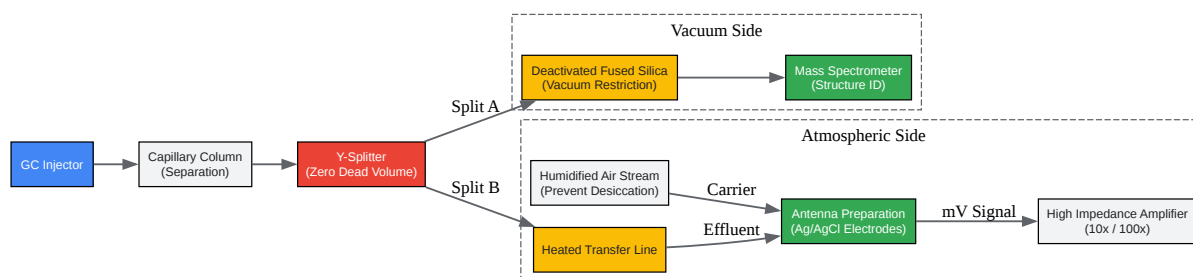 Vacuum Side
Deactivated Fused Silica
(Vacuum Restriction)
Mass Spectrometer
(Structure ID)
Split A
Atmospheric Side
GC Injector
Capillary Column
(Separation)
Y-Splitter
(Zero Dead Volume)
Split B
Humidified Air Stream
(Prevent Desiccation)
Carrier
Heated Transfer Line
Effluent
Antenna Preparation
(Ag/AgCl Electrodes)
mV Signal
High Impedance Amplifier
(10x / 100x)